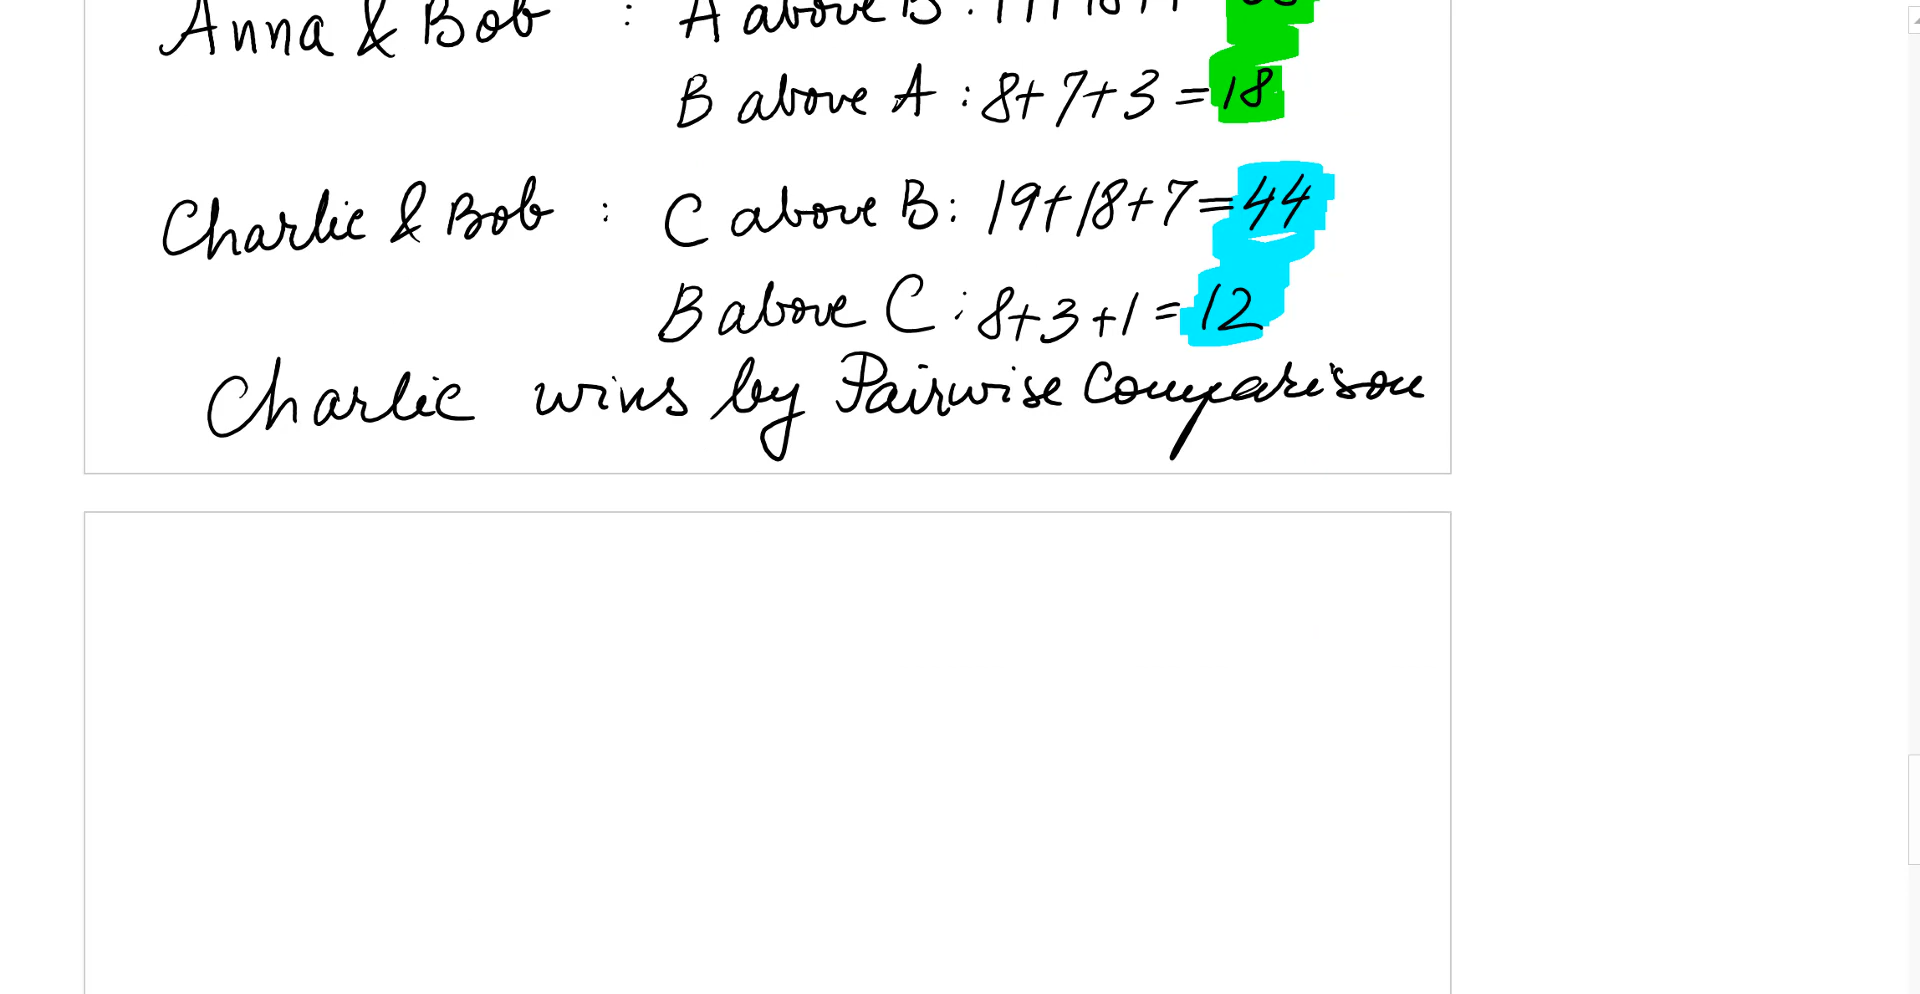 Anna & Bob : A above B :
B above A : 8+7+3 = 18
Charlie & Bob : C above B : 19+18+7=44
B above C : 8+3+1 = 12
Charlie wins by Pairwise Comparison